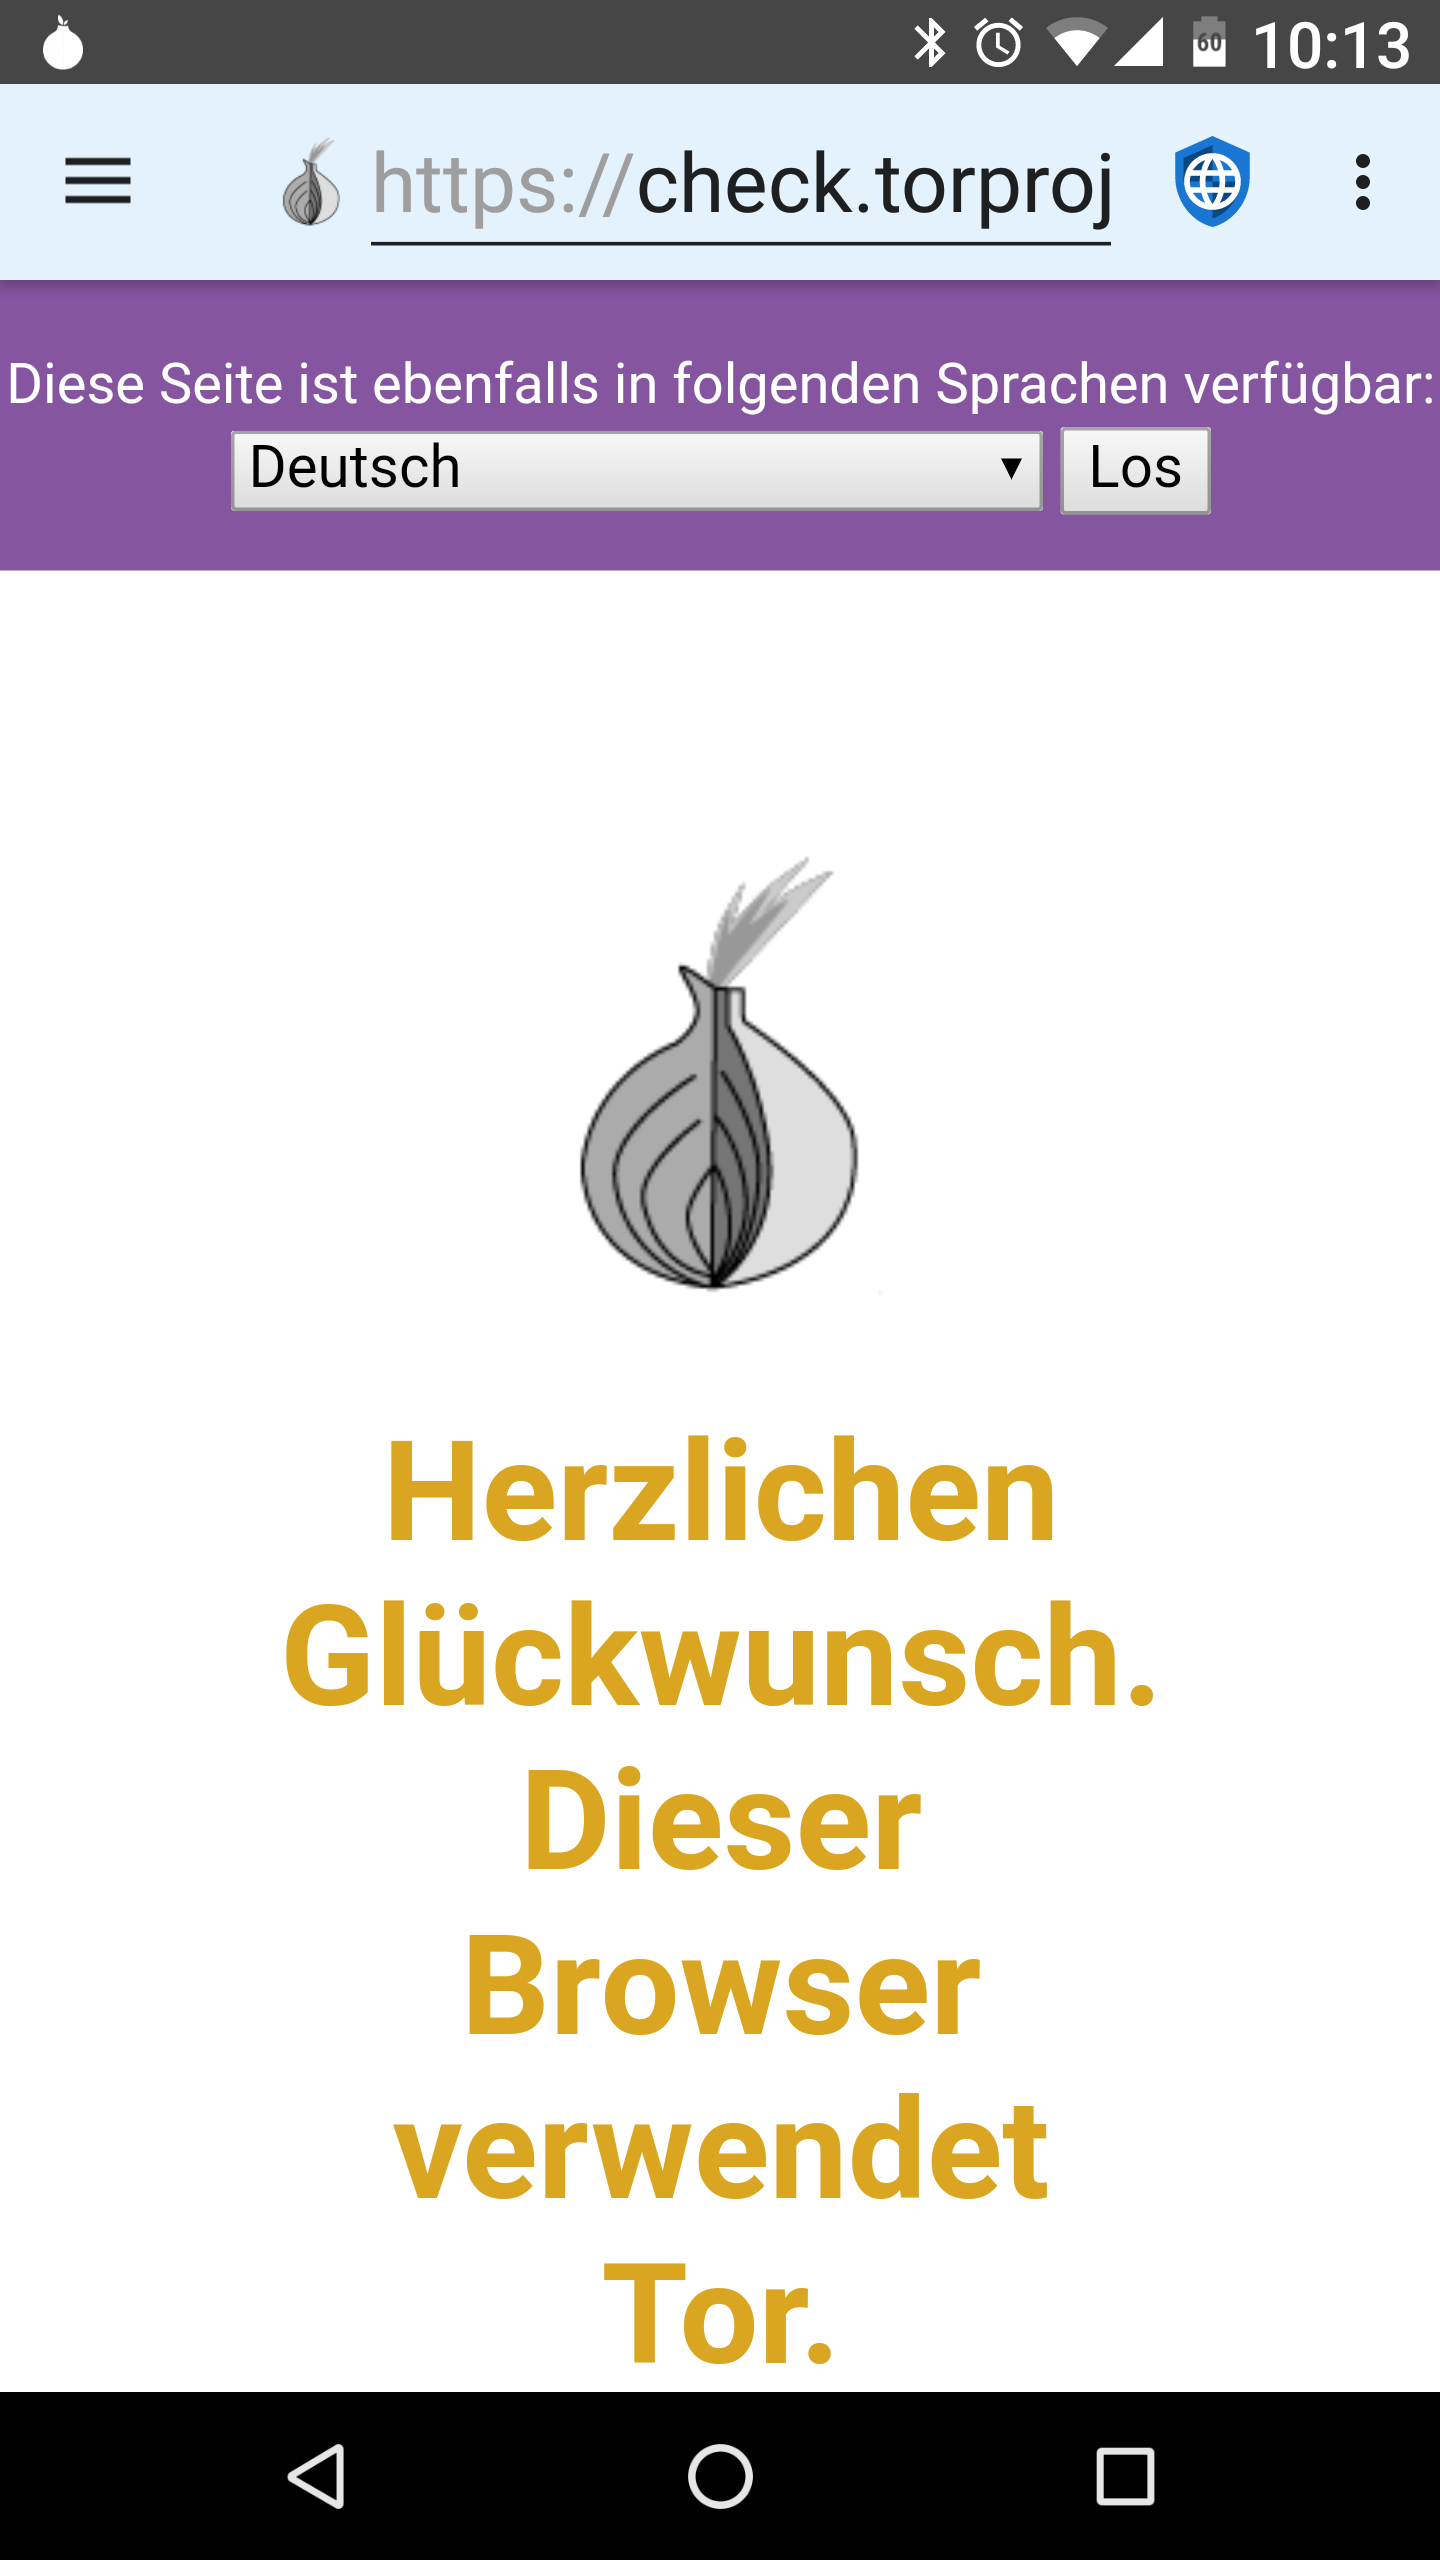 60 10:13
https://check.torproj
Diese Seite ist ebenfalls in folgenden Sprachen verfügbar:
Deutsch Los
Herzlichen
Glückwunsch.
Dieser
Browser
verwendet
Tor.